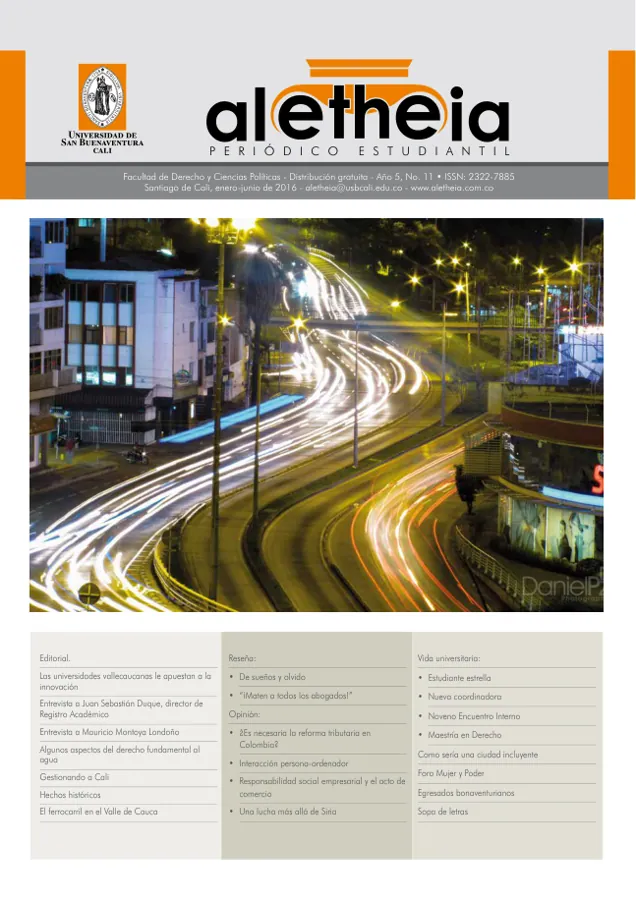 UNIVERSIDAD DE
SAN BUENAVENTURA
CALI
aletheia
PERIÓDICO ESTUDIANTIL
Facultad de Derecho y Ciencias Políticas - Distribución gratuita - Año 5, No. 11 • ISSN: 2322-7885
Santiago de Cali, enero-junio de 2016 - aletheia@usbcali.edu.co - www.aletheia.com.co
DanielP
Editorial.
Las universidades vallecaucanas le apuestan a la
innovación
Entrevista a Juan Sebastián Duque, director de
Registro Académico
Entrevista a Mauricio Montoya Londoño
Algunos aspectos del derecho fundamental al
agua
Gestionando a Cali
Hechos históricos
El ferrocarril en el Valle de Cauca
Reseña:
• De sueños y olvido
• "¡Maten a todos los abogados!"
Opinión:
• ¿Es necesaria la reforma tributaria en
Colombia?
• Interacción persona-ordenador
• Responsabilidad social empresarial y el acto de
comercio
• Una lucha más allá de Siria
Vida universitaria:
• Estudiante estrella
• Nueva coordinadora
• Noveno Encuentro Interno
• Maestría en Derecho
Como sería una ciudad incluyente
Foro Mujer y Poder
Egresados bonaventurianos
Sopa de letras